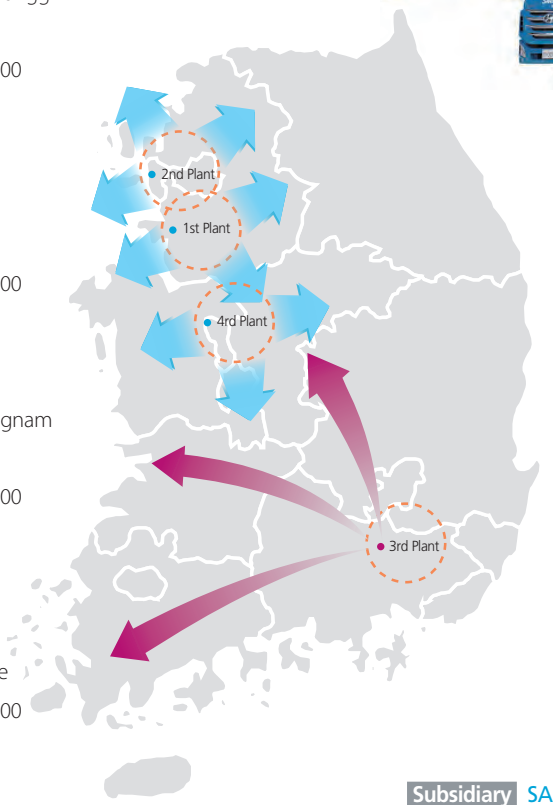 00
2nd Plant
1st Plant
00
4rd Plant
gnam
00
3rd Plant
e
00
Subsidiary SA